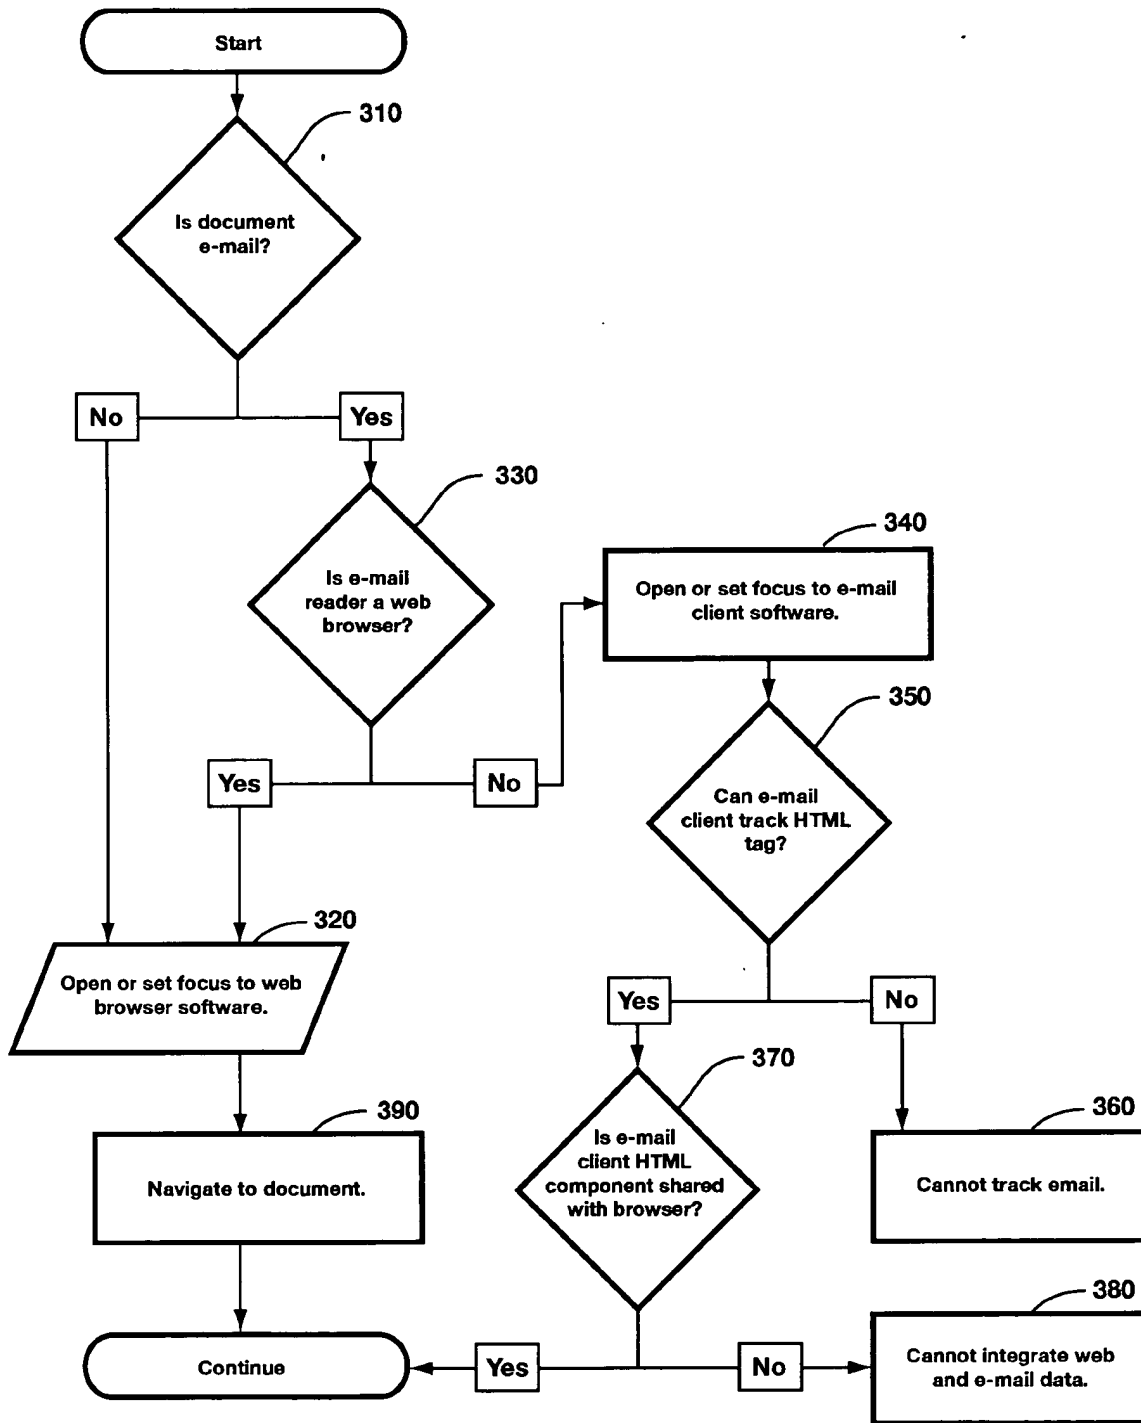 Start
310
Is document
e-mail?
No
Yes
330
Is e-mail
reader a web
browser?
340
Open or set focus to e-mail
client software.
350
Yes
No
Can e-mail
client track HTML
tag?
320
Open or set focus to web
browser software.
Yes
No
370
390
Is e-mail
client HTML
component shared
with browser?
360
Navigate to document.
Cannot track email.
380
Continue
Yes
No
Cannot integrate web
and e-mail data.